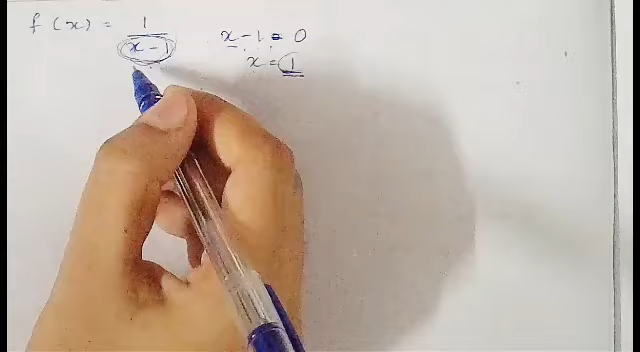 f(x) = 1/(x-1)
x-1=0
x=1